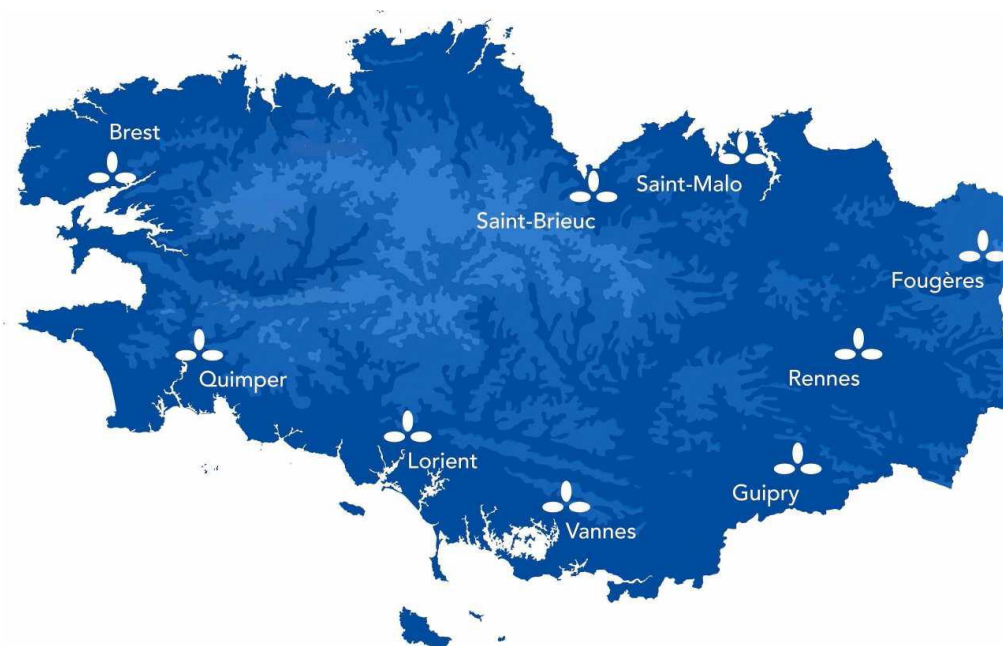 Brest
Saint-Malo
Saint-Brieuc
Fougères
Quimper
Rennes
Lorient
Guipry
Vannes